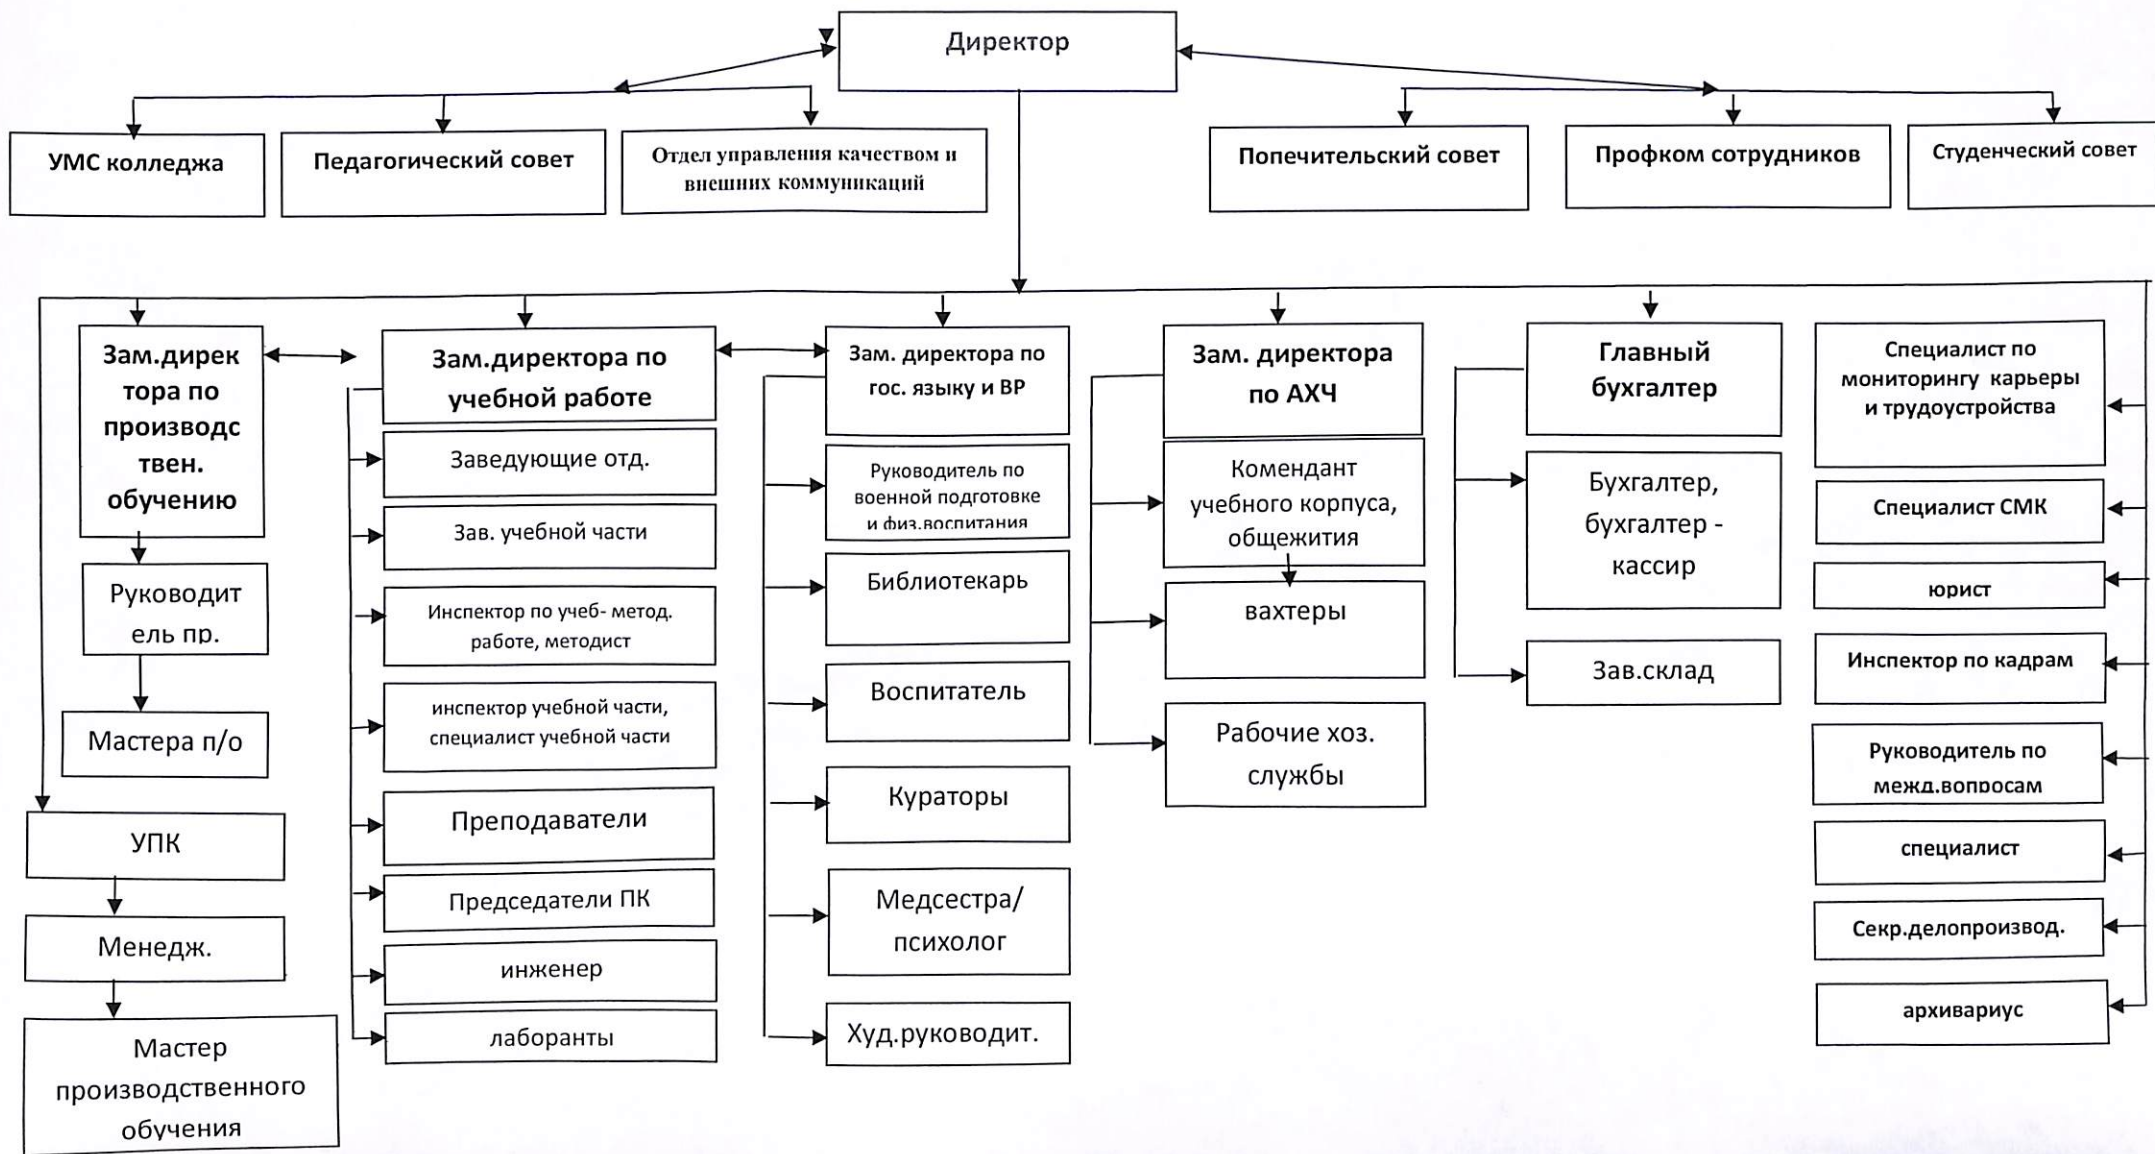 Директор
УМС колледжа
Педагогический совет
Отдел управления качеством и
внешних коммуникаций
Попечительский совет
Профком сотрудников
Студенческий совет
Зам.дирек
тора по
производс
твен.
обучению
Руководит
ель пр.
Мастера п/о
УПК
Менедж.
Мастер
производственного
обучения
Зам.директора по
учебной работе
Заведующие отд.
Зав. учебной части
Инспектор по учеб- метод.
работе, методист
инспектор учебной части,
специалист учебной части
Преподаватели
Председатели ПК
инженер
лаборанты
Зам. директора по
гос. языку и ВР
Руководитель по
военной подготовке
и физ.воспитания
Библиотекарь
Воспитатель
Кураторы
Медсестра/
психолог
Худ.руководит.
Зам. директора
по АХЧ
Комендант
учебного корпуса,
общежития
вахтеры
Рабочие хоз.
службы
Главный
бухгалтер
Бухгалтер,
бухгалтер -
кассир
Зав.склад
Специалист по
мониторингу карьеры
и трудоустройства
Специалист СМК
юрист
Инспектор по кадрам
Руководитель по
межд.вопросам
специалист
Секр.делопроизвод.
архивариус